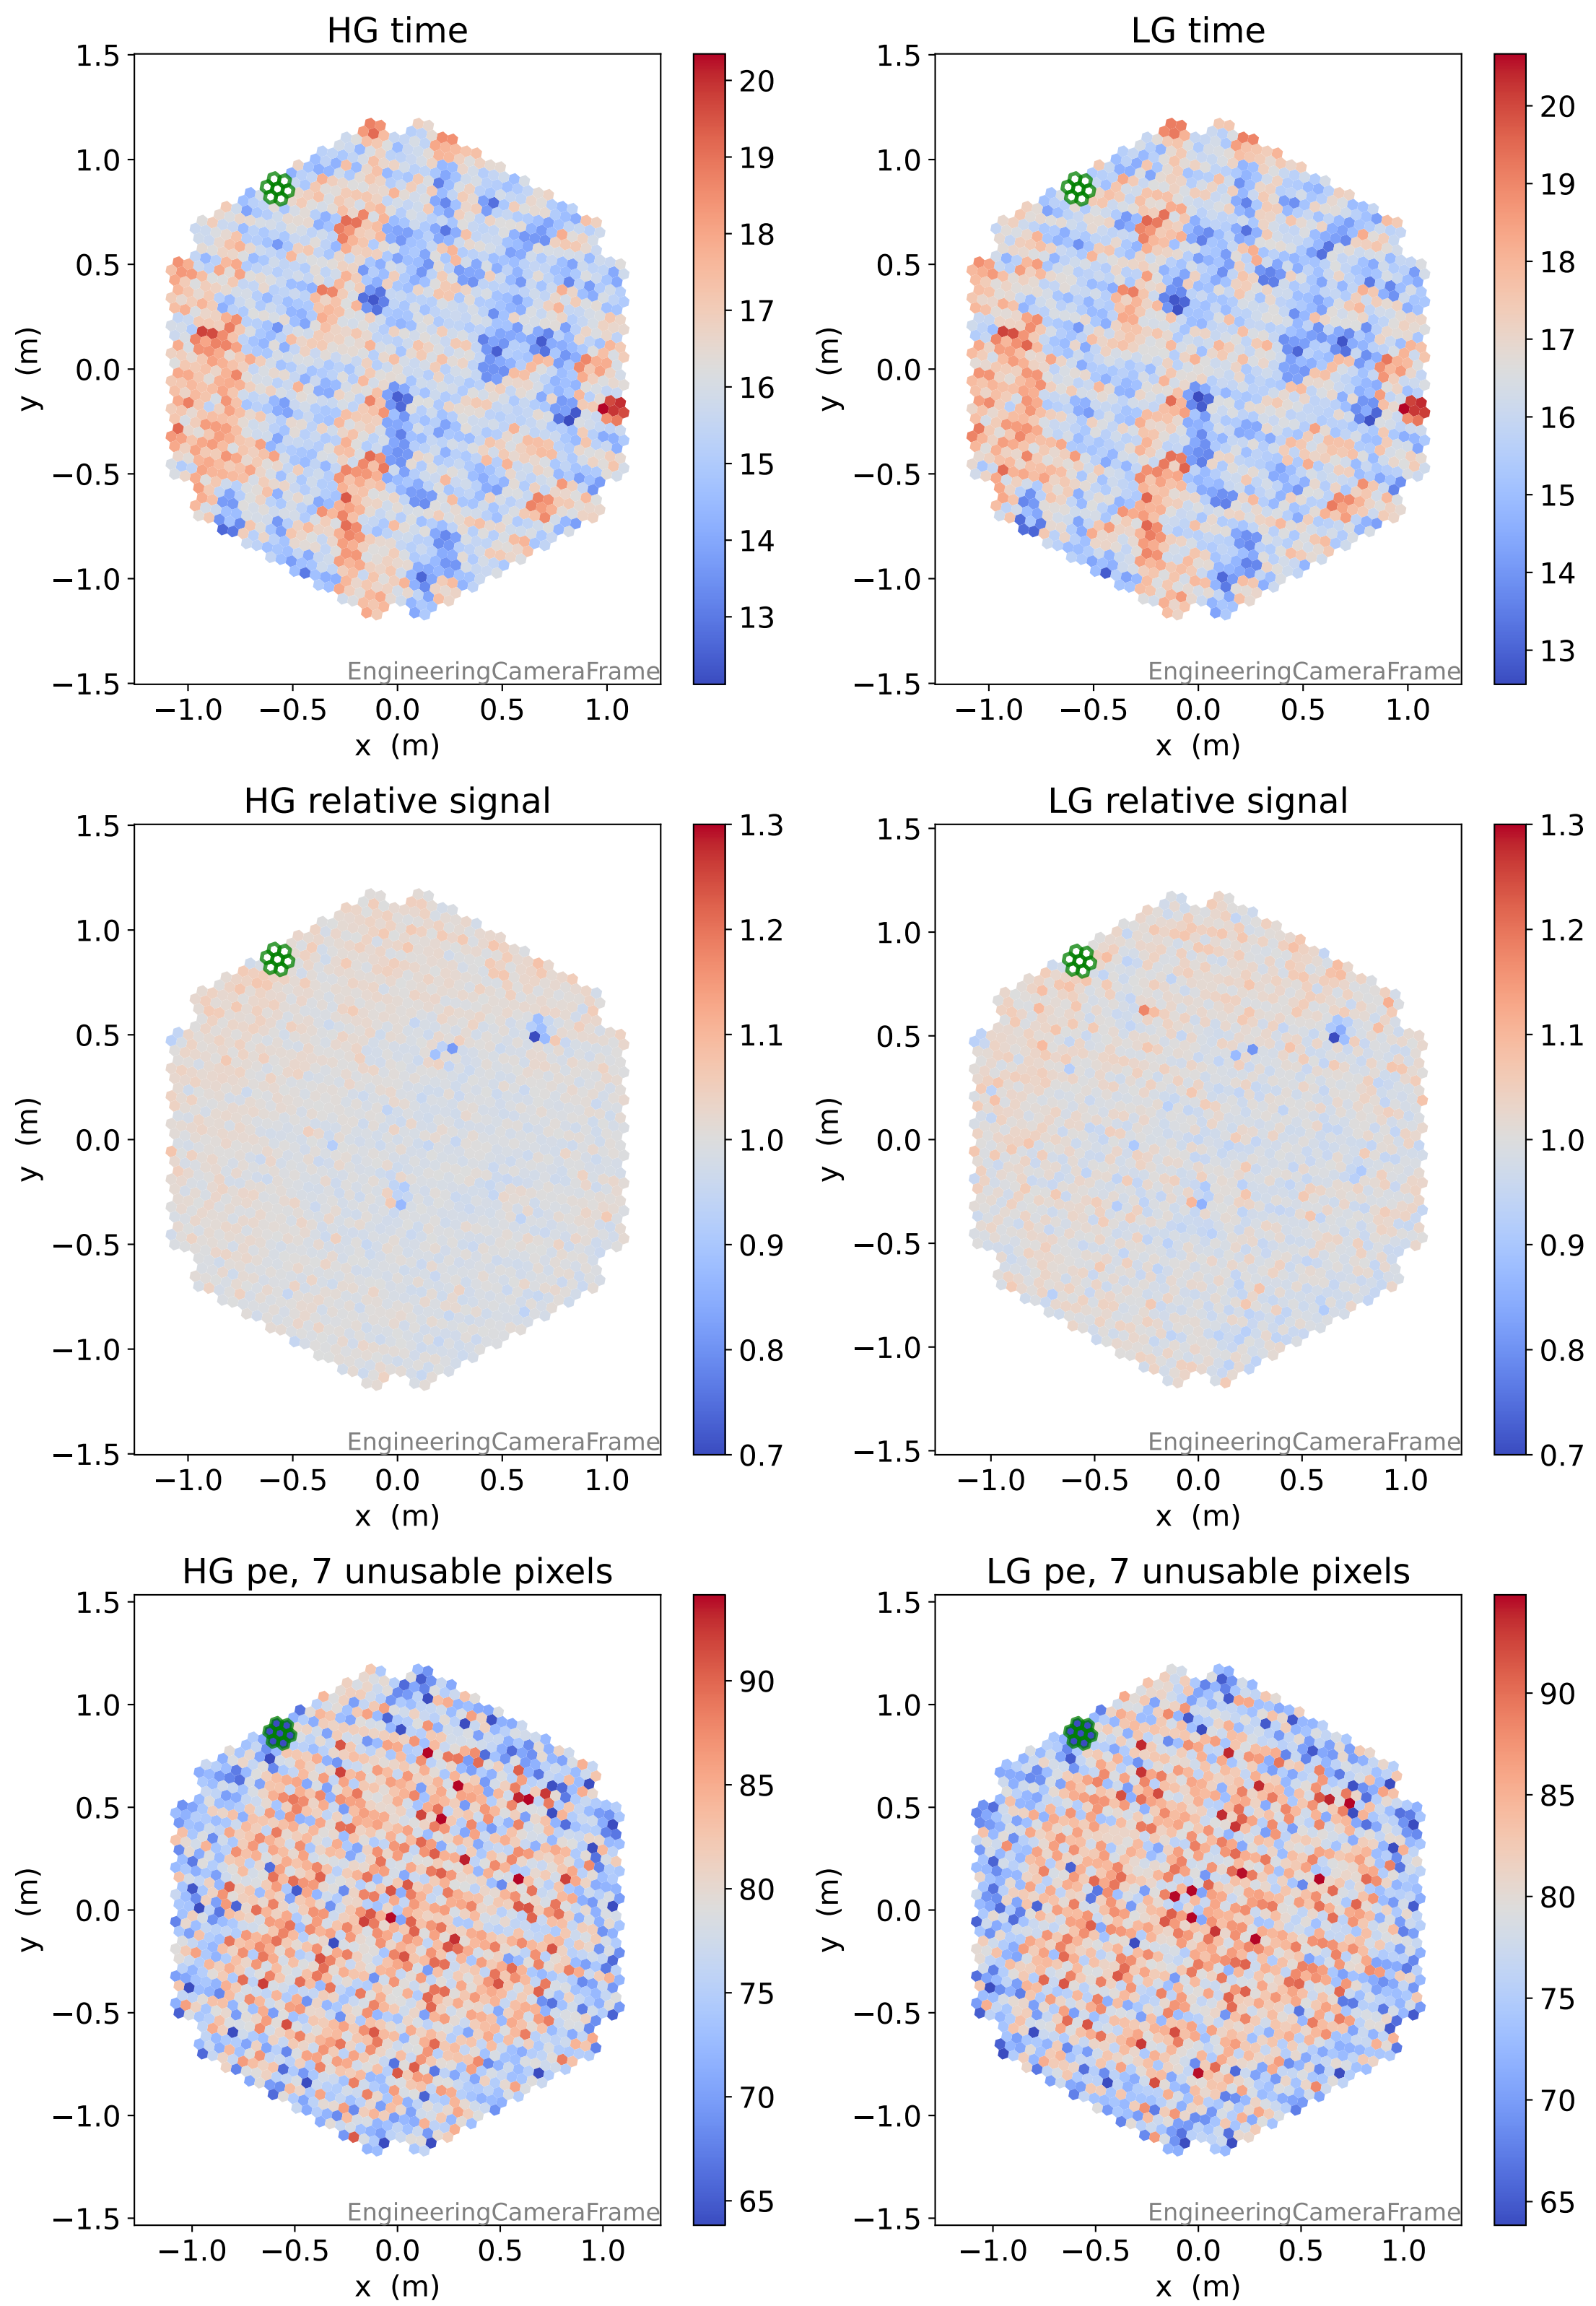 HG time
1.5
1.0
0.5
0.0
−0.5
−1.0
−1.5
y (m)
−1.0 −0.5 0.0 0.5 1.0
x (m)
EngineeringCameraFrame
20
19
18
17
16
15
14
13
LG time
1.5
1.0
0.5
0.0
−0.5
−1.0
−1.5
y (m)
−1.0 −0.5 0.0 0.5 1.0
x (m)
EngineeringCameraFrame
20
19
18
17
16
15
14
13
HG relative signal
1.5
1.0
0.5
0.0
−0.5
−1.0
−1.5
y (m)
−1.0 −0.5 0.0 0.5 1.0
x (m)
EngineeringCameraFrame
1.3
1.2
1.1
1.0
0.9
0.8
0.7
LG relative signal
1.5
1.0
0.5
0.0
−0.5
−1.0
−1.5
y (m)
−1.0 −0.5 0.0 0.5 1.0
x (m)
EngineeringCameraFrame
1.3
1.2
1.1
1.0
0.9
0.8
0.7
HG pe, 7 unusable pixels
1.5
1.0
0.5
0.0
−0.5
−1.0
−1.5
y (m)
−1.0 −0.5 0.0 0.5 1.0
x (m)
EngineeringCameraFrame
90
85
80
75
70
65
LG pe, 7 unusable pixels
1.5
1.0
0.5
0.0
−0.5
−1.0
−1.5
y (m)
−1.0 −0.5 0.0 0.5 1.0
x (m)
EngineeringCameraFrame
90
85
80
75
70
65